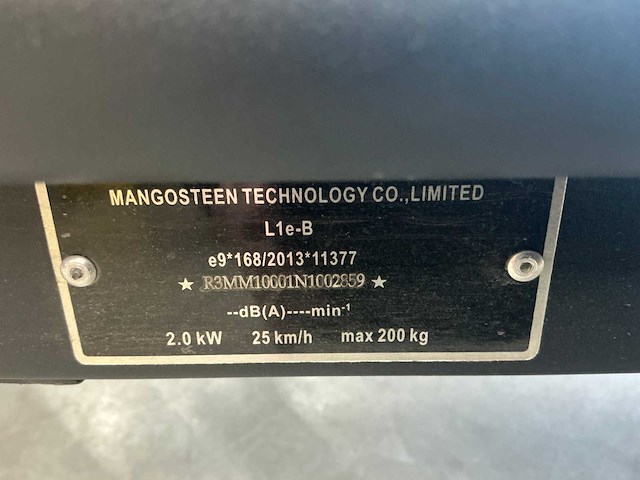 MANGOSTEEN TECHNOLOGY CO.,LIMITED
L1e-B
e9*168/2013*11377
★ R3MM10001N1002859 ★
--dB(A)----min-¹
2.0 kW 25 km/h max 200 kg